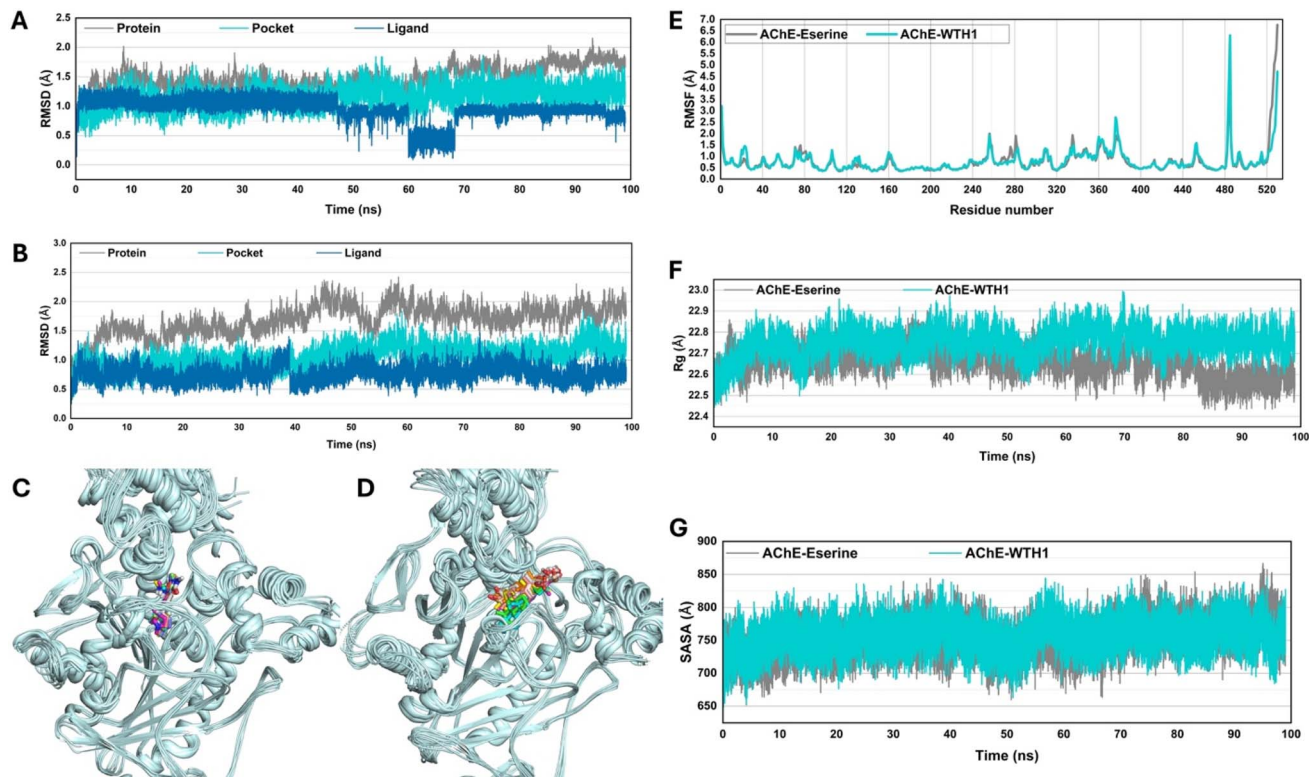 A
Protein
Pocket
Ligand
RMSD (Å)
2.5
2.0
1.5
1.0
0.5
0.0
0 10 20 30 40 50 60 70 80 90 100
Time (ns)
B
Protein
Pocket
Ligand
RMSD (Å)
3.0
2.5
2.0
1.5
1.0
0.5
0.0
0 10 20 30 40 50 60 70 80 90 100
Time (ns)
C
D
E
AChE-Eserine
AChE-WTH1
RMSF (Å)
7.0
6.5
6.0
5.5
5.0
4.5
4.0
3.5
3.0
2.5
2.0
1.5
1.0
0.5
0.0
0 40 80 120 160 200 240 280 320 360 400 440 480 520
Residue number
F
AChE-Eserine
AChE-WTH1
Rg (Å)
23.0
22.9
22.8
22.7
22.6
22.5
22.4
0 10 20 30 40 50 60 70 80 90 100
Time (ns)
G
AChE-Eserine
AChE-WTH1
SASA (Å)
900
850
800
750
700
650
0 10 20 30 40 50 60 70 80 90 100
Time (ns)